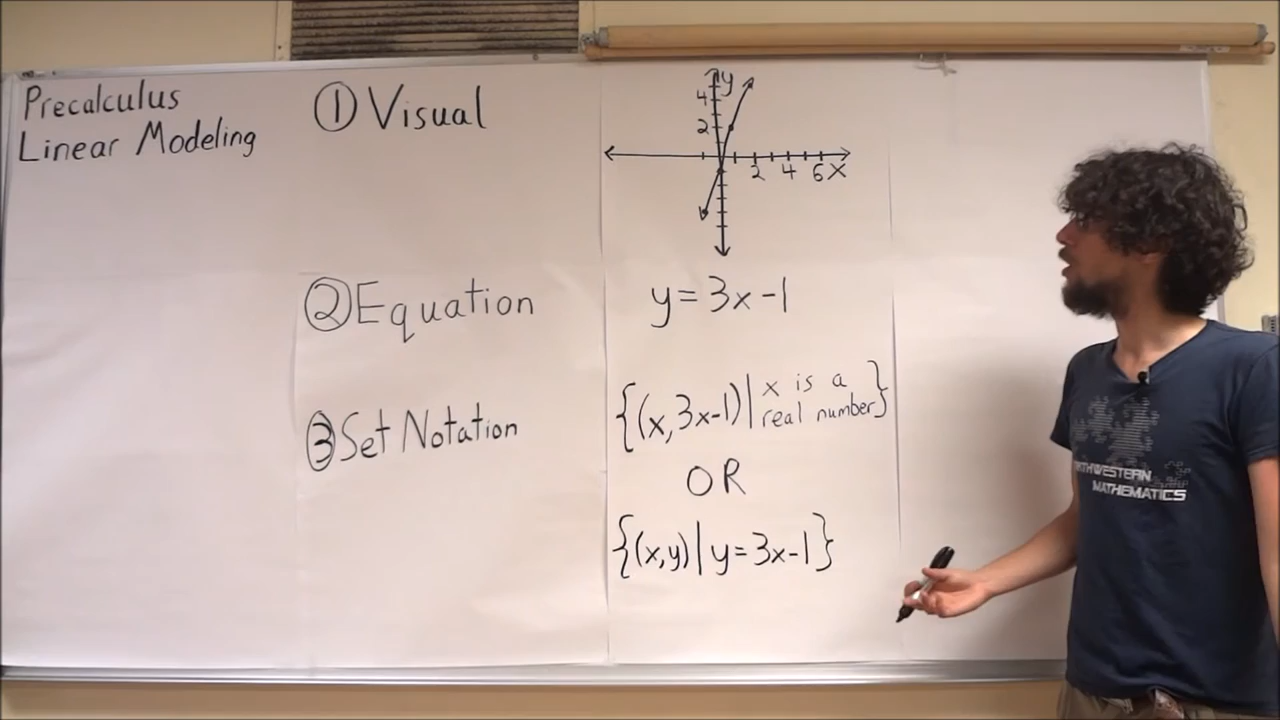 Precalculus
Linear Modeling
① Visual
y
4
2
2 4 6 x
② Equation
y = 3x - 1
③ Set Notation
{(x, 3x-1) | x is a
real number}
OR
{(x,y) | y = 3x - 1}
NORTHWESTERN
MATHEMATICS